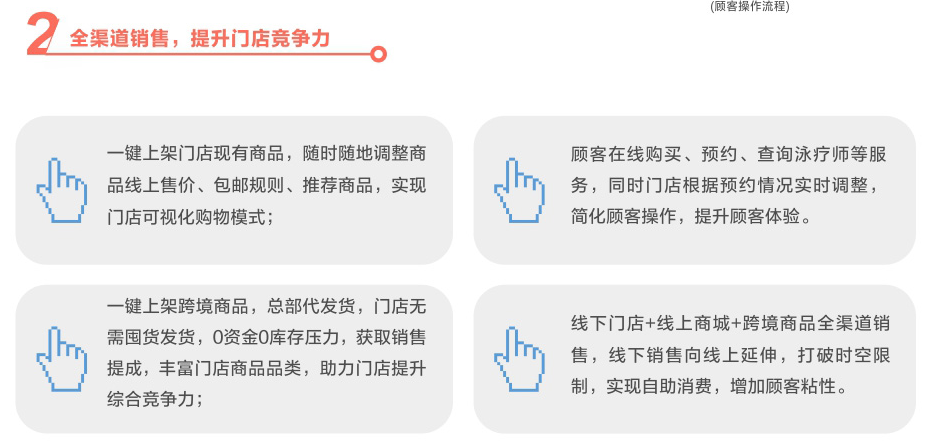 (顾客操作流程)
2 全渠道销售，提升门店竞争力
一键上架门店现有商品，随时随地调整商
品线上售价、包邮规则、推荐商品，实现
门店可视化购物模式；
顾客在线购买、预约、查询泳疗师等服
务，同时门店根据预约情况实时调整，
简化顾客操作，提升顾客体验。
一键上架跨境商品，总部代发货，门店无
需囤货发货，0资金0库存压力，获取销售
提成，丰富门店商品品类，助力门店提升
综合竞争力；
线下门店+线上商城+跨境商品全渠道销
售，线下销售向线上延伸，打破时空限
制，实现自助消费，增加顾客粘性。